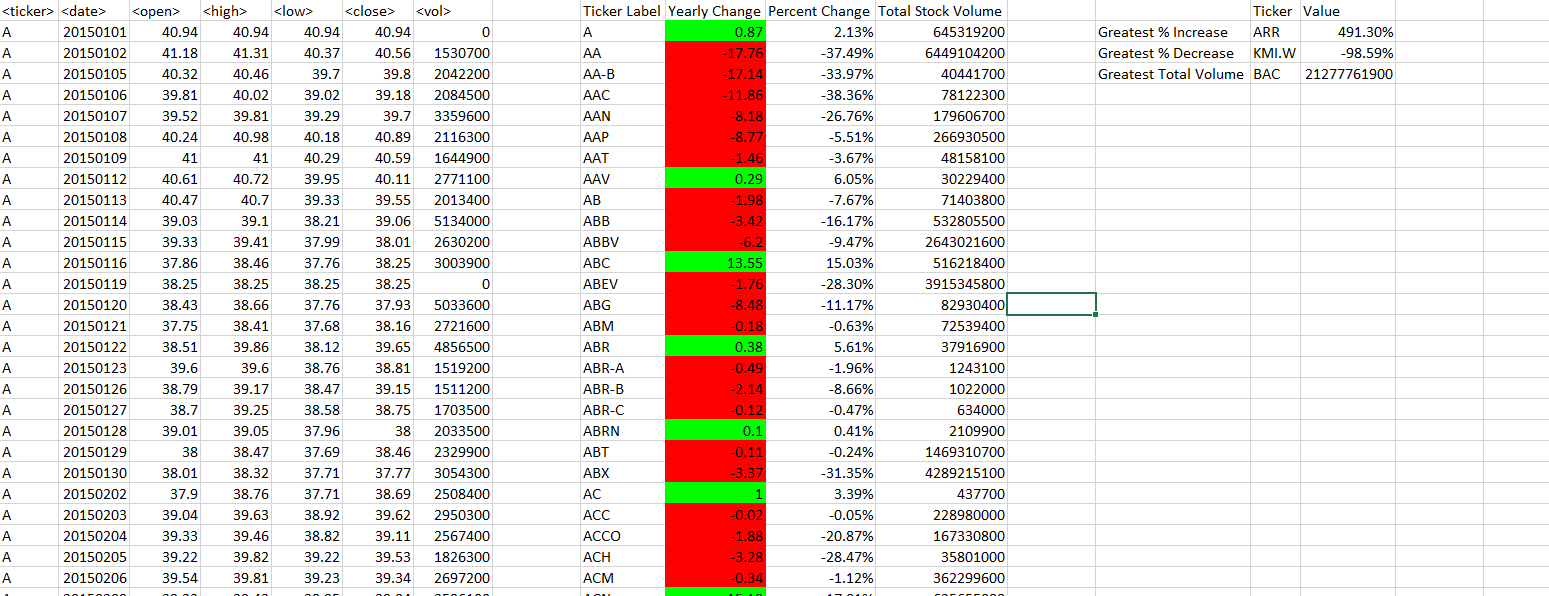 <ticker> <date> <open> <high> <low> <close> <vol> Ticker Label Yearly Change Percent Change Total Stock Volume Ticker Value
A 20150101 40.94 40.94 40.94 40.94 0 A 0.87 2.13% 645319200 Greatest % Increase ARR 491.30%
A 20150102 41.18 41.31 40.37 40.56 1530700 AA -17.76 -37.49% 6449104200 Greatest % Decrease KMI.W -98.59%
A 20150105 40.32 40.46 39.7 39.8 2042200 AA-B -17.14 -33.97% 40441700 Greatest Total Volume BAC 21277761900
A 20150106 39.81 40.02 39.02 39.18 2084500 AAC -11.86 -38.36% 78122300
A 20150107 39.52 39.81 39.29 39.7 3359600 AAN -8.18 -26.76% 179606700
A 20150108 40.24 40.98 40.18 40.89 2116300 AAP -8.77 -5.51% 266930500
A 20150109 41 41 40.29 40.59 1644900 AAT -1.46 -3.67% 48158100
A 20150112 40.61 40.72 39.95 40.11 2771100 AAV 0.29 6.05% 30229400
A 20150113 40.47 40.7 39.33 39.55 2013400 AB -1.98 -7.67% 71403800
A 20150114 39.03 39.1 38.21 39.06 5134000 ABB -3.42 -16.17% 532805500
A 20150115 39.33 39.41 37.99 38.01 2630200 ABBV -6.2 -9.47% 2643021600
A 20150116 37.86 38.46 37.76 38.25 3003900 ABC 13.55 15.03% 516218400
A 20150119 38.25 38.25 38.25 38.25 0 ABEV -1.76 -28.30% 3915345800
A 20150120 38.43 38.66 37.76 37.93 5033600 ABG -8.48 -11.17% 82930400
A 20150121 37.75 38.41 37.68 38.16 2721600 ABM -0.18 -0.63% 72539400
A 20150122 38.51 39.86 38.12 39.65 4856500 ABR 0.38 5.61% 37916900
A 20150123 39.6 39.6 38.76 38.81 1519200 ABR-A -0.49 -1.96% 1243100
A 20150126 38.79 39.17 38.47 39.15 1511200 ABR-B -2.14 -8.66% 1022000
A 20150127 38.7 39.25 38.58 38.75 1703500 ABR-C -0.12 -0.47% 634000
A 20150128 39.01 39.05 37.96 38 2033500 ABRN 0.1 0.41% 2109900
A 20150129 38 38.47 37.69 38.46 2329900 ABT -0.11 -0.24% 1469310700
A 20150130 38.01 38.32 37.71 37.77 3054300 ABX -3.37 -31.35% 4289215100
A 20150202 37.9 38.76 37.71 38.69 2508400 AC 1 3.39% 437700
A 20150203 39.04 39.63 38.92 39.62 2950300 ACC -0.02 -0.05% 228980000
A 20150204 39.33 39.46 38.82 39.11 2567400 ACCO -1.88 -20.87% 167330800
A 20150205 39.22 39.82 39.22 39.53 1826300 ACH -3.28 -28.47% 35801000
A 20150206 39.54 39.81 39.23 39.34 2697200 ACM -0.34 -1.12% 362299600